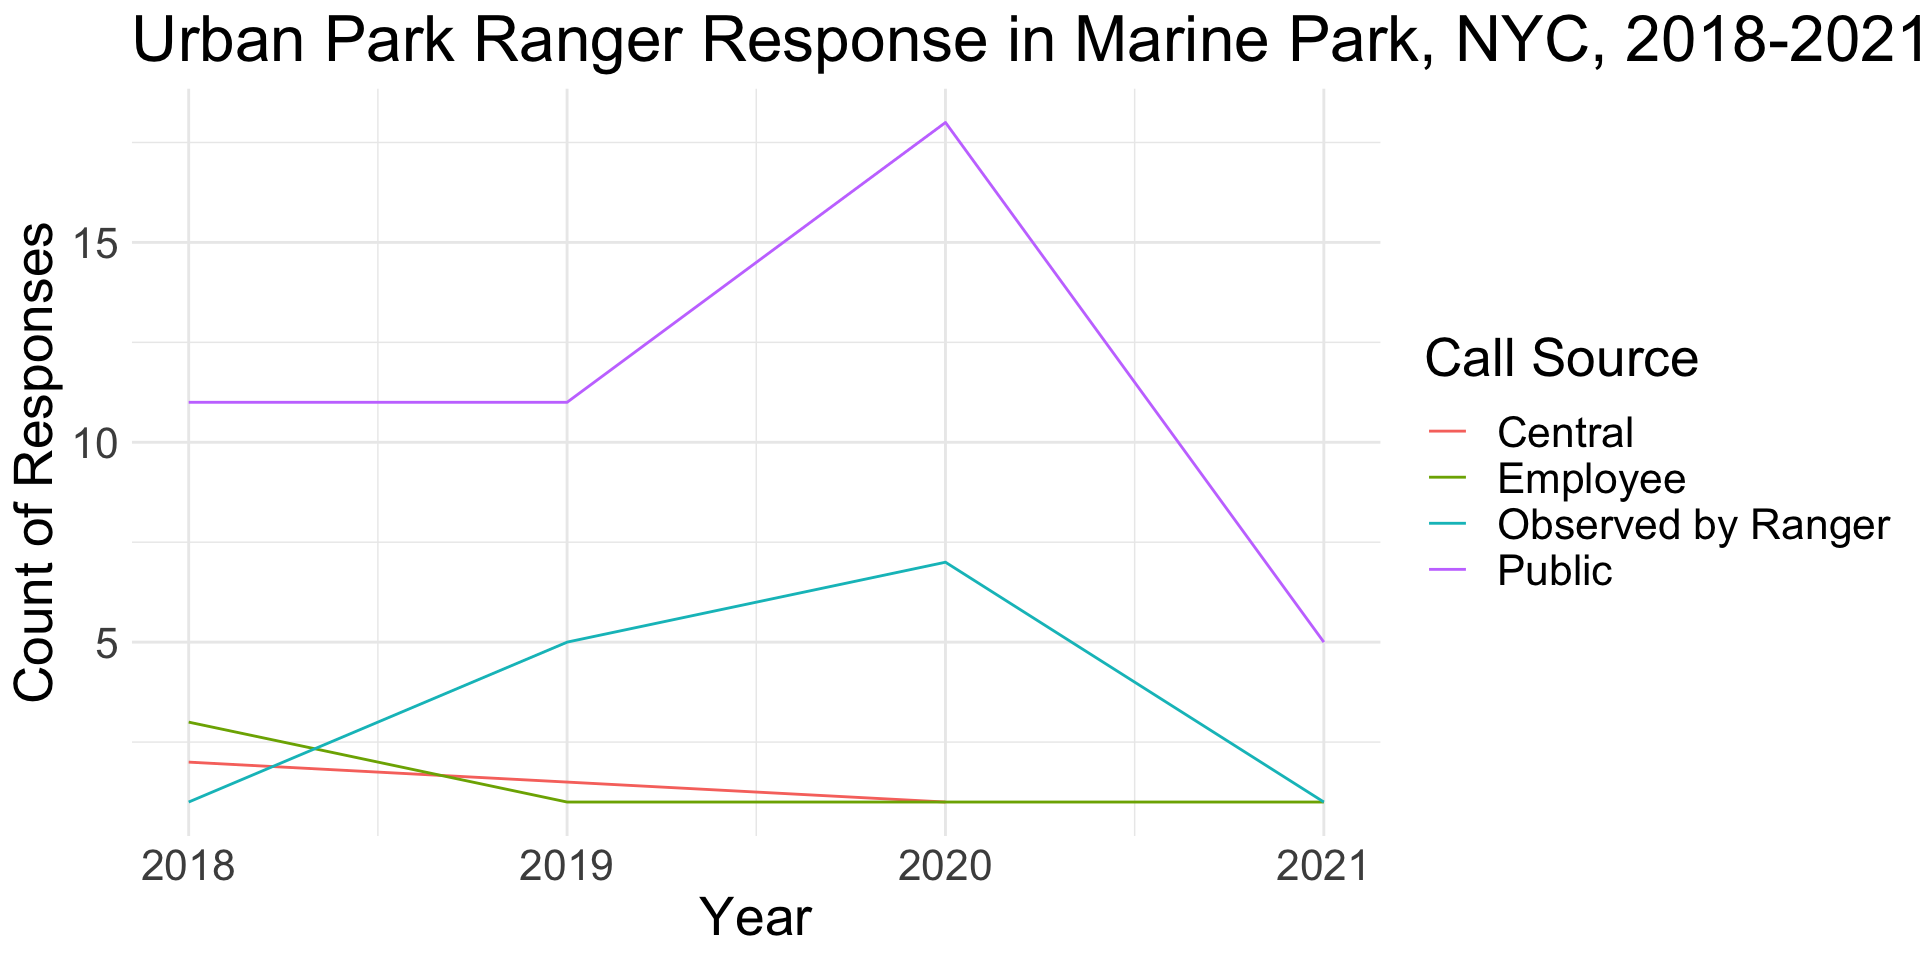 Urban Park Ranger Response in Marine Park, NYC, 2018-2021
Count of Responses
15
10
5
2018 2019 2020 2021
Year
Call Source
Central
Employee
Observed by Ranger
Public